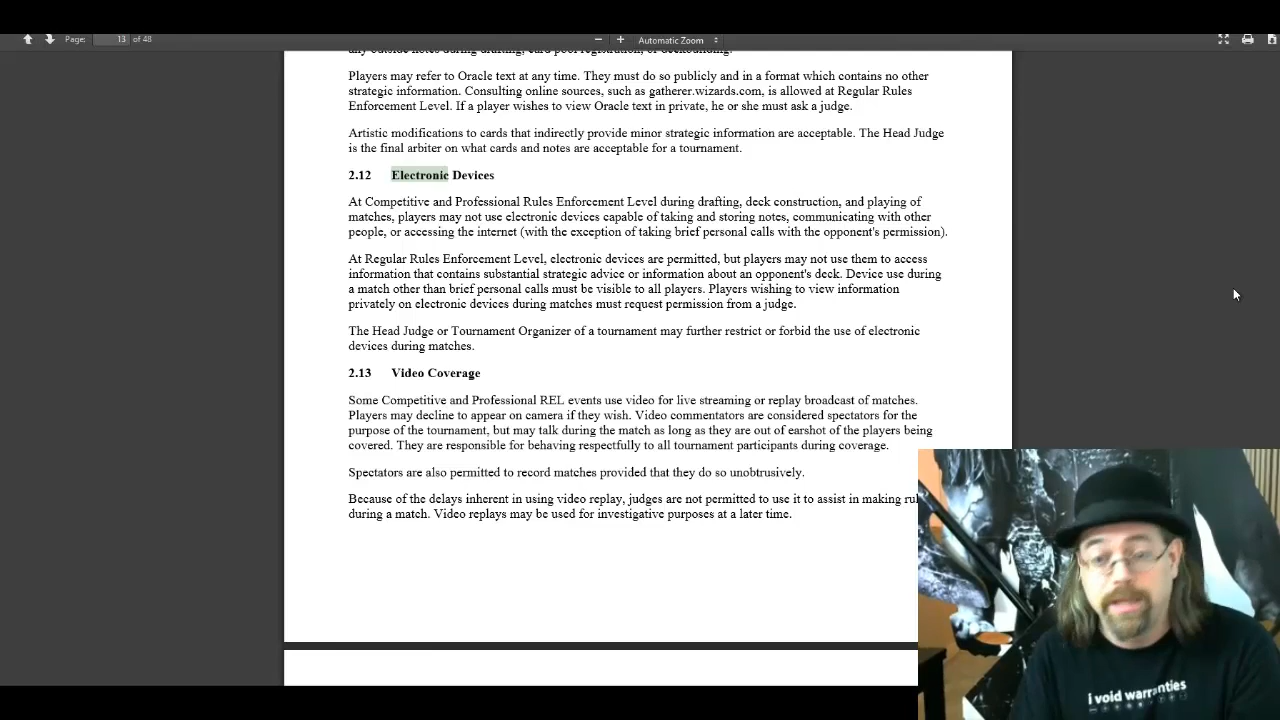 Page: 13 of 48
Automatic Zoom
any outside notes during drafting, card pool registration, or deckbuilding.
Players may refer to Oracle text at any time. They must do so publicly and in a format which contains no other
strategic information. Consulting online sources, such as gatherer.wizards.com, is allowed at Regular Rules
Enforcement Level. If a player wishes to view Oracle text in private, he or she must ask a judge.
Artistic modifications to cards that indirectly provide minor strategic information are acceptable. The Head Judge
is the final arbiter on what cards and notes are acceptable for a tournament.
2.12 Electronic Devices
At Competitive and Professional Rules Enforcement Level during drafting, deck construction, and playing of
matches, players may not use electronic devices capable of taking and storing notes, communicating with other
people, or accessing the internet (with the exception of taking brief personal calls with the opponent's permission).
At Regular Rules Enforcement Level, electronic devices are permitted, but players may not use them to access
information that contains substantial strategic advice or information about an opponent's deck. Device use during
a match other than brief personal calls must be visible to all players. Players wishing to view information
privately on electronic devices during matches must request permission from a judge.
The Head Judge or Tournament Organizer of a tournament may further restrict or forbid the use of electronic
devices during matches.
2.13 Video Coverage
Some Competitive and Professional REL events use video for live streaming or replay broadcast of matches.
Players may decline to appear on camera if they wish. Video commentators are considered spectators for the
purpose of the tournament, but may talk during the match as long as they are out of earshot of the players being
covered. They are responsible for behaving respectfully to all tournament participants during coverage.
Spectators are also permitted to record matches provided that they do so unobtrusively.
Because of the delays inherent in using video replay, judges are not permitted to use it to assist in making ru
during a match. Video replays may be used for investigative purposes at a later time.
i void warranties